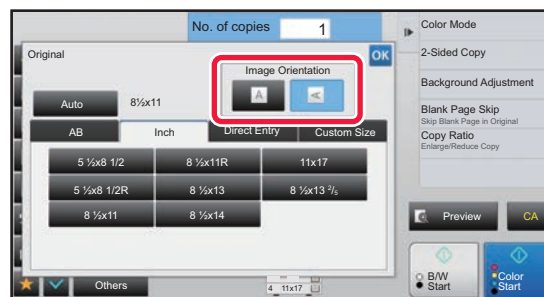 No. of copies 1
Original
OK
Image Orientation
A A
Auto 8½x11
AB Inch Direct Entry Custom Size
5 ½x8 1/2 8 ½x11R 11x17
5 ½x8 1/2R 8 ½x13 8 ½x13 2/5
8 ½x11 8 ½x14
Others
4 11x17
Color Mode
2-Sided Copy
Background Adjustment
Blank Page Skip
Skip Blank Page in Original
Copy Ratio
Enlarge/Reduce Copy
Preview CA
B/W
Start
Color
Start